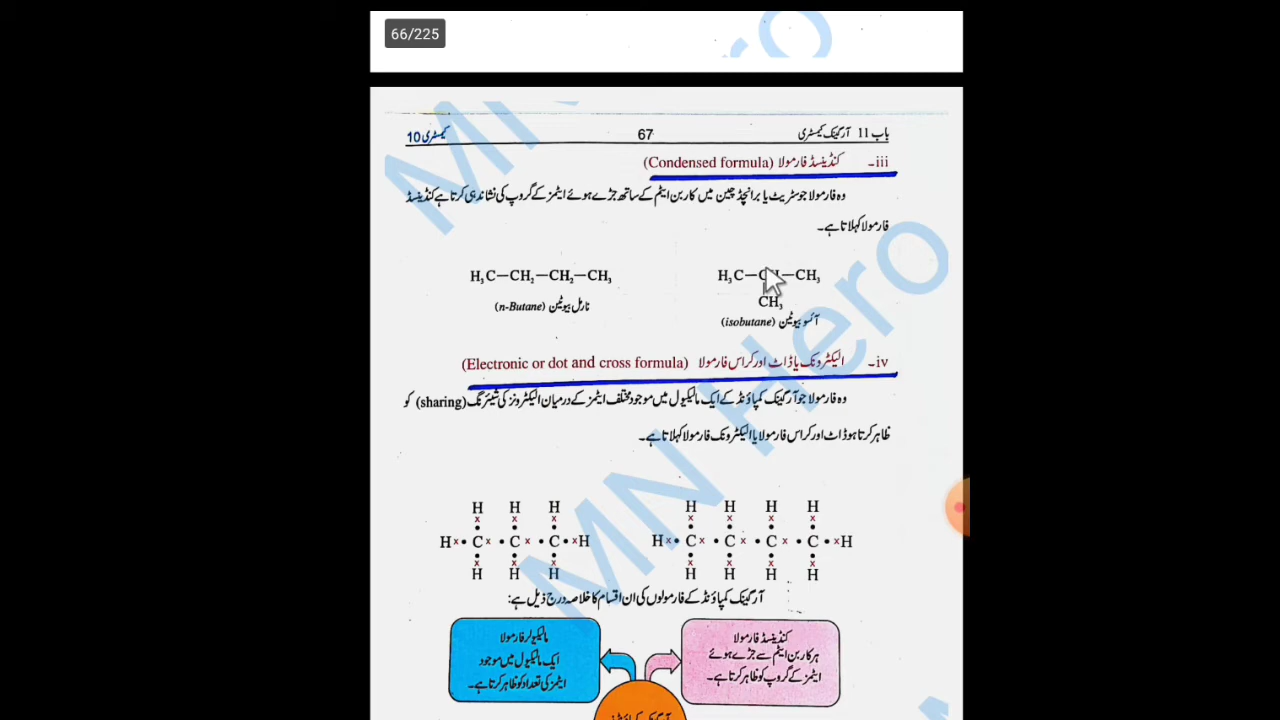 66/225
MN Hero
باب 11 آرگینک کیمسٹری 67 کیمسٹری 10
iii۔ کنڈینسڈ فارمولا (Condensed formula)
وہ فارمولا جو سٹریٹ یا برانچڈ چین میں کاربن ایٹم کے ساتھ جڑے ہوئے ایٹمز کے گروپ کی نشاندہی کرتا ہے کنڈینسڈ
فارمولا کہلاتا ہے۔
H₃C—CH₂—CH₂—CH₃ H₃C—CH—CH₃
CH₃
نارمل بیوٹین (n-Butane) آئسو بیوٹین (isobutane)
iv۔ الیکٹرونک یا ڈاٹ اور کراس فارمولا (Electronic or dot and cross formula)
وہ فارمولا جو آرگینک کمپاؤنڈ کے ایک مالیکیول میں موجود مختلف ایٹمز کے درمیان الیکٹرونز کی شیئرنگ (sharing) کو
ظاہر کرتا ہو ڈاٹ اور کراس فارمولا یا الیکٹرونک فارمولا کہلاتا ہے۔
H H H H H H H
x x x x x x x
• • • • • • •
H x • C x • C x • C • x H H x • C x • C x • C x • C • x H
• • • • • • •
x x x x x x x
H H H H H H H
آرگینک کمپاؤنڈ کے فارمولوں کی ان اقسام کا خلاصہ درج ذیل ہے:
کنڈینسڈ فارمولا
ہر کاربن ایٹم سے جڑے ہوئے
ایٹمز کے گروپ کو ظاہر کرتا ہے۔
مالیکیولر فارمولا
ایک مالیکیول میں موجود
ایٹمز کی تعداد کو ظاہر کرتا ہے۔
MN Hero